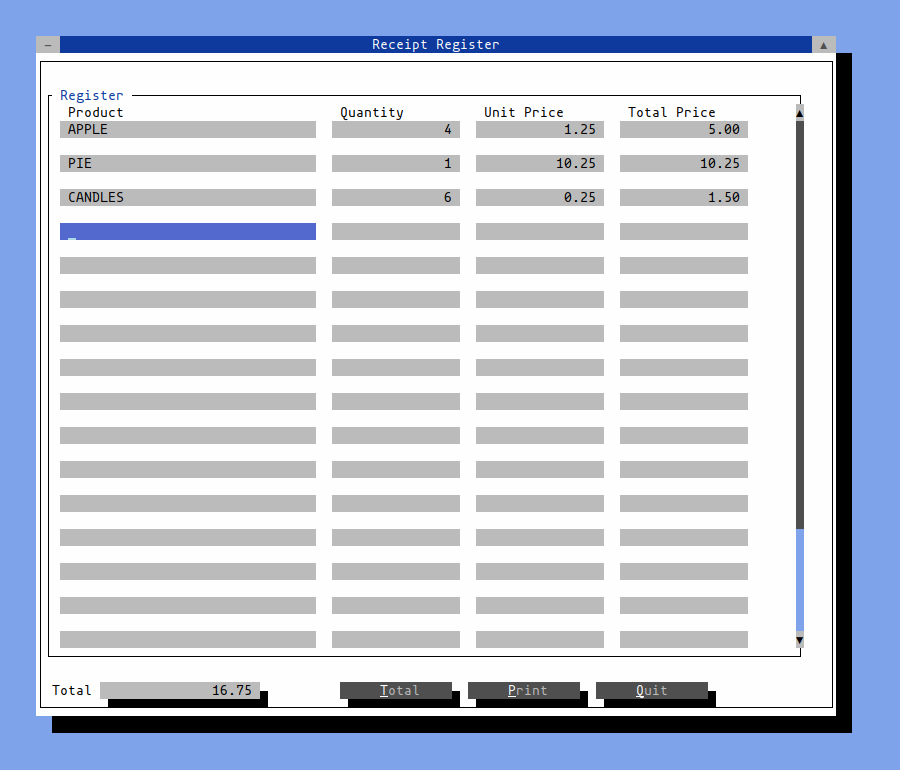 Receipt Register
Register
Product Quantity Unit Price Total Price
APPLE 4 1.25 5.00
PIE 1 10.25 10.25
CANDLES 6 0.25 1.50
Total 16.75 Total Print Quit